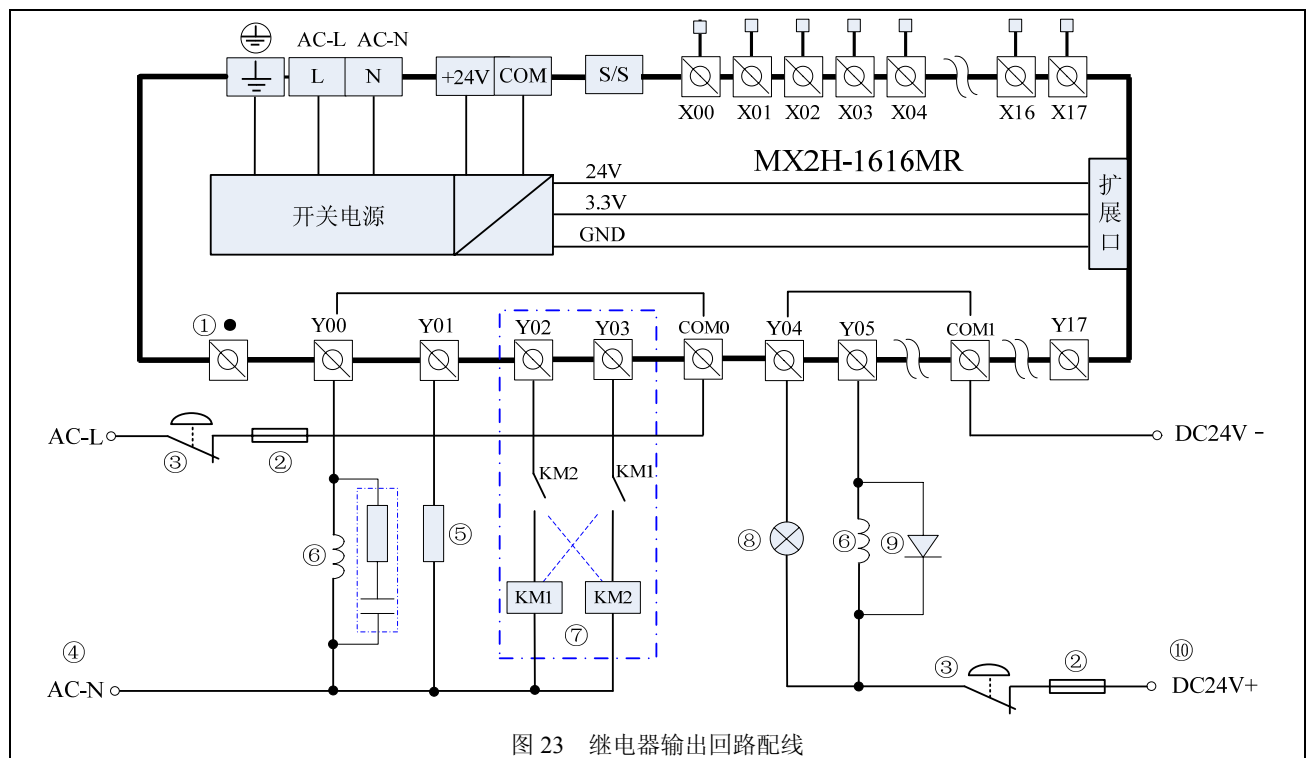 AC-L AC-N
L N +24V COM S/S
X00 X01 X02 X03 X04 X16 X17
MX2H-1616MR
24V
开关电源
3.3V
GND
扩展口
① Y00 Y01 Y02 Y03 COM0 Y04 Y05 COM1 Y17
AC-L
③
②
DC24V -
KM2 KM1
⑥
⑤
⑧
⑥
⑨
KM1 KM2
⑦
④
AC-N
③
②
⑩
DC24V+
图 23 继电器输出回路配线